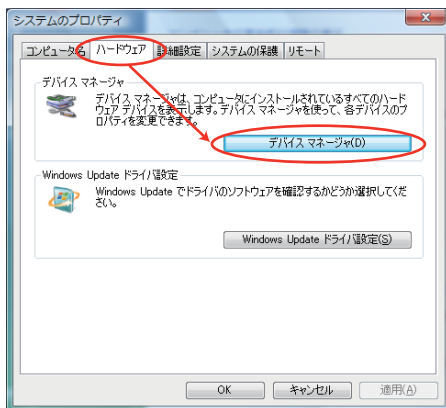 システムのプロパティ
コンピュータ名 ハードウェア 詳細設定 システムの保護 リモート
デバイス マネージャ
デバイス マネージャは、コンピュータにインストールされているすべてのハード
ウェア デバイスを表示します。デバイス マネージャを使って、各デバイスのプ
ロパティを変更できます。
デバイス マネージャ(D)
Windows Update ドライバ設定
Windows Update でドライバのソフトウェアを確認するかどうか選択してくだ
さい。
Windows Update ドライバ設定(S)
OK キャンセル 適用(A)